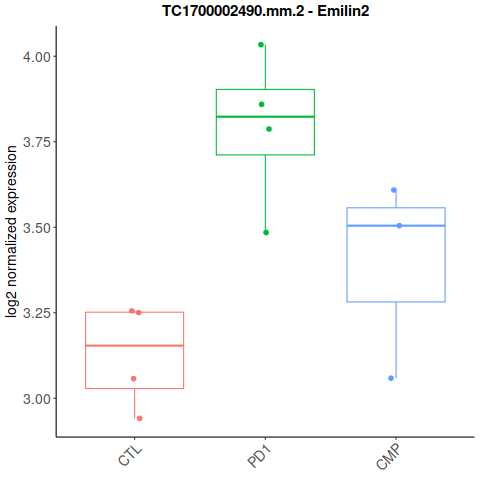 TC1700002490.mm.2 - Emilin2
log2 normalized expression
4.00
3.75
3.50
3.25
3.00
CTL
PD1
CMP